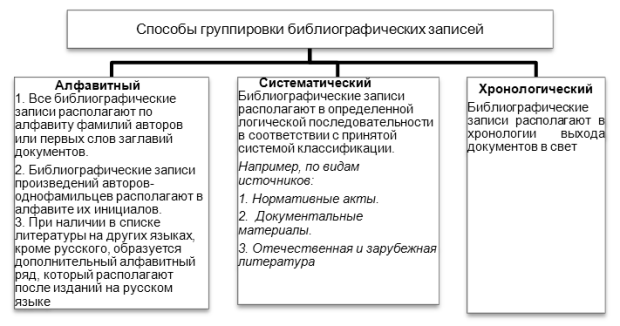 Способы группировки библиографических записей
Алфавитный
1. Все библиографические
записи располагают по
алфавиту фамилий авторов
или первых слов заглавий
документов.
2. Библиографические записи
произведений авторов-
однофамильцев располагают в
алфавите их инициалов.
3. При наличии в списке
литературы на других языках,
кроме русского, образуется
дополнительный алфавитный
ряд, который располагают
после изданий на русском
языке
Систематический
Библиографические записи
располагают в определенной
логической последовательности
в соответствии с принятой
системой классификации.
Например, по видам
источников:
1. Нормативные акты.
2. Документальные
материалы.
3. Отечественная и зарубежная
литература
Хронологический
Библиографические
записи располагают в
хронологии выхода
документов в свет